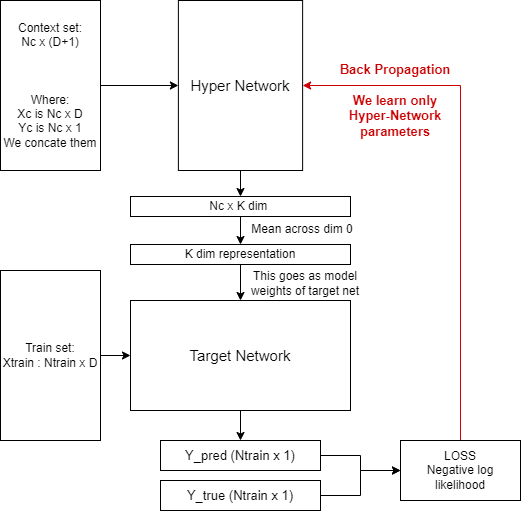 Context set:
Nc x (D+1)
Where:
Xc is Nc x D
Yc is Nc x 1
We concate them
Hyper Network
Back Propagation
We learn only
Hyper-Network
parameters
Nc x K dim
Mean across dim 0
K dim representation
This goes as model
weights of target net
Train set:
Xtrain : Ntrain x D
Target Network
Y_pred (Ntrain x 1)
Y_true (Ntrain x 1)
LOSS
Negative log
likelihood